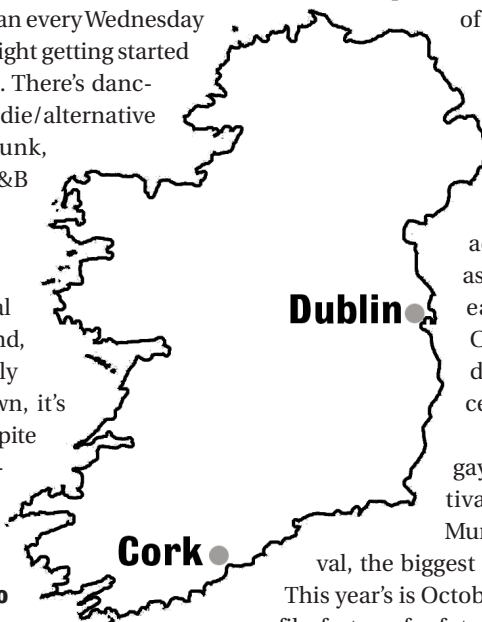 an every Wednesday
ight getting started
. There's danc-
die/alternative
unk,
&B
al
nd,
ly
wn, it's
pite
-
o
Dublin
Cork
of
as
ea
d
ce
gay
tiva
Mu
val, the biggest
This year's is Octob